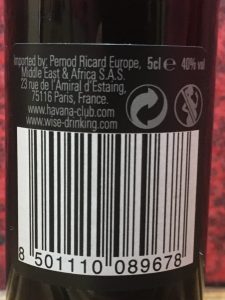 Imported by: Pernod Ricard Europe,
Middle East & Africa S.A.S.
23 rue de l'Amiral d'Estaing,
75116 Paris, France.
www.havana-club.com
www.wise-drinking.com
5cl ℮ 40% vol
8 501110 089678